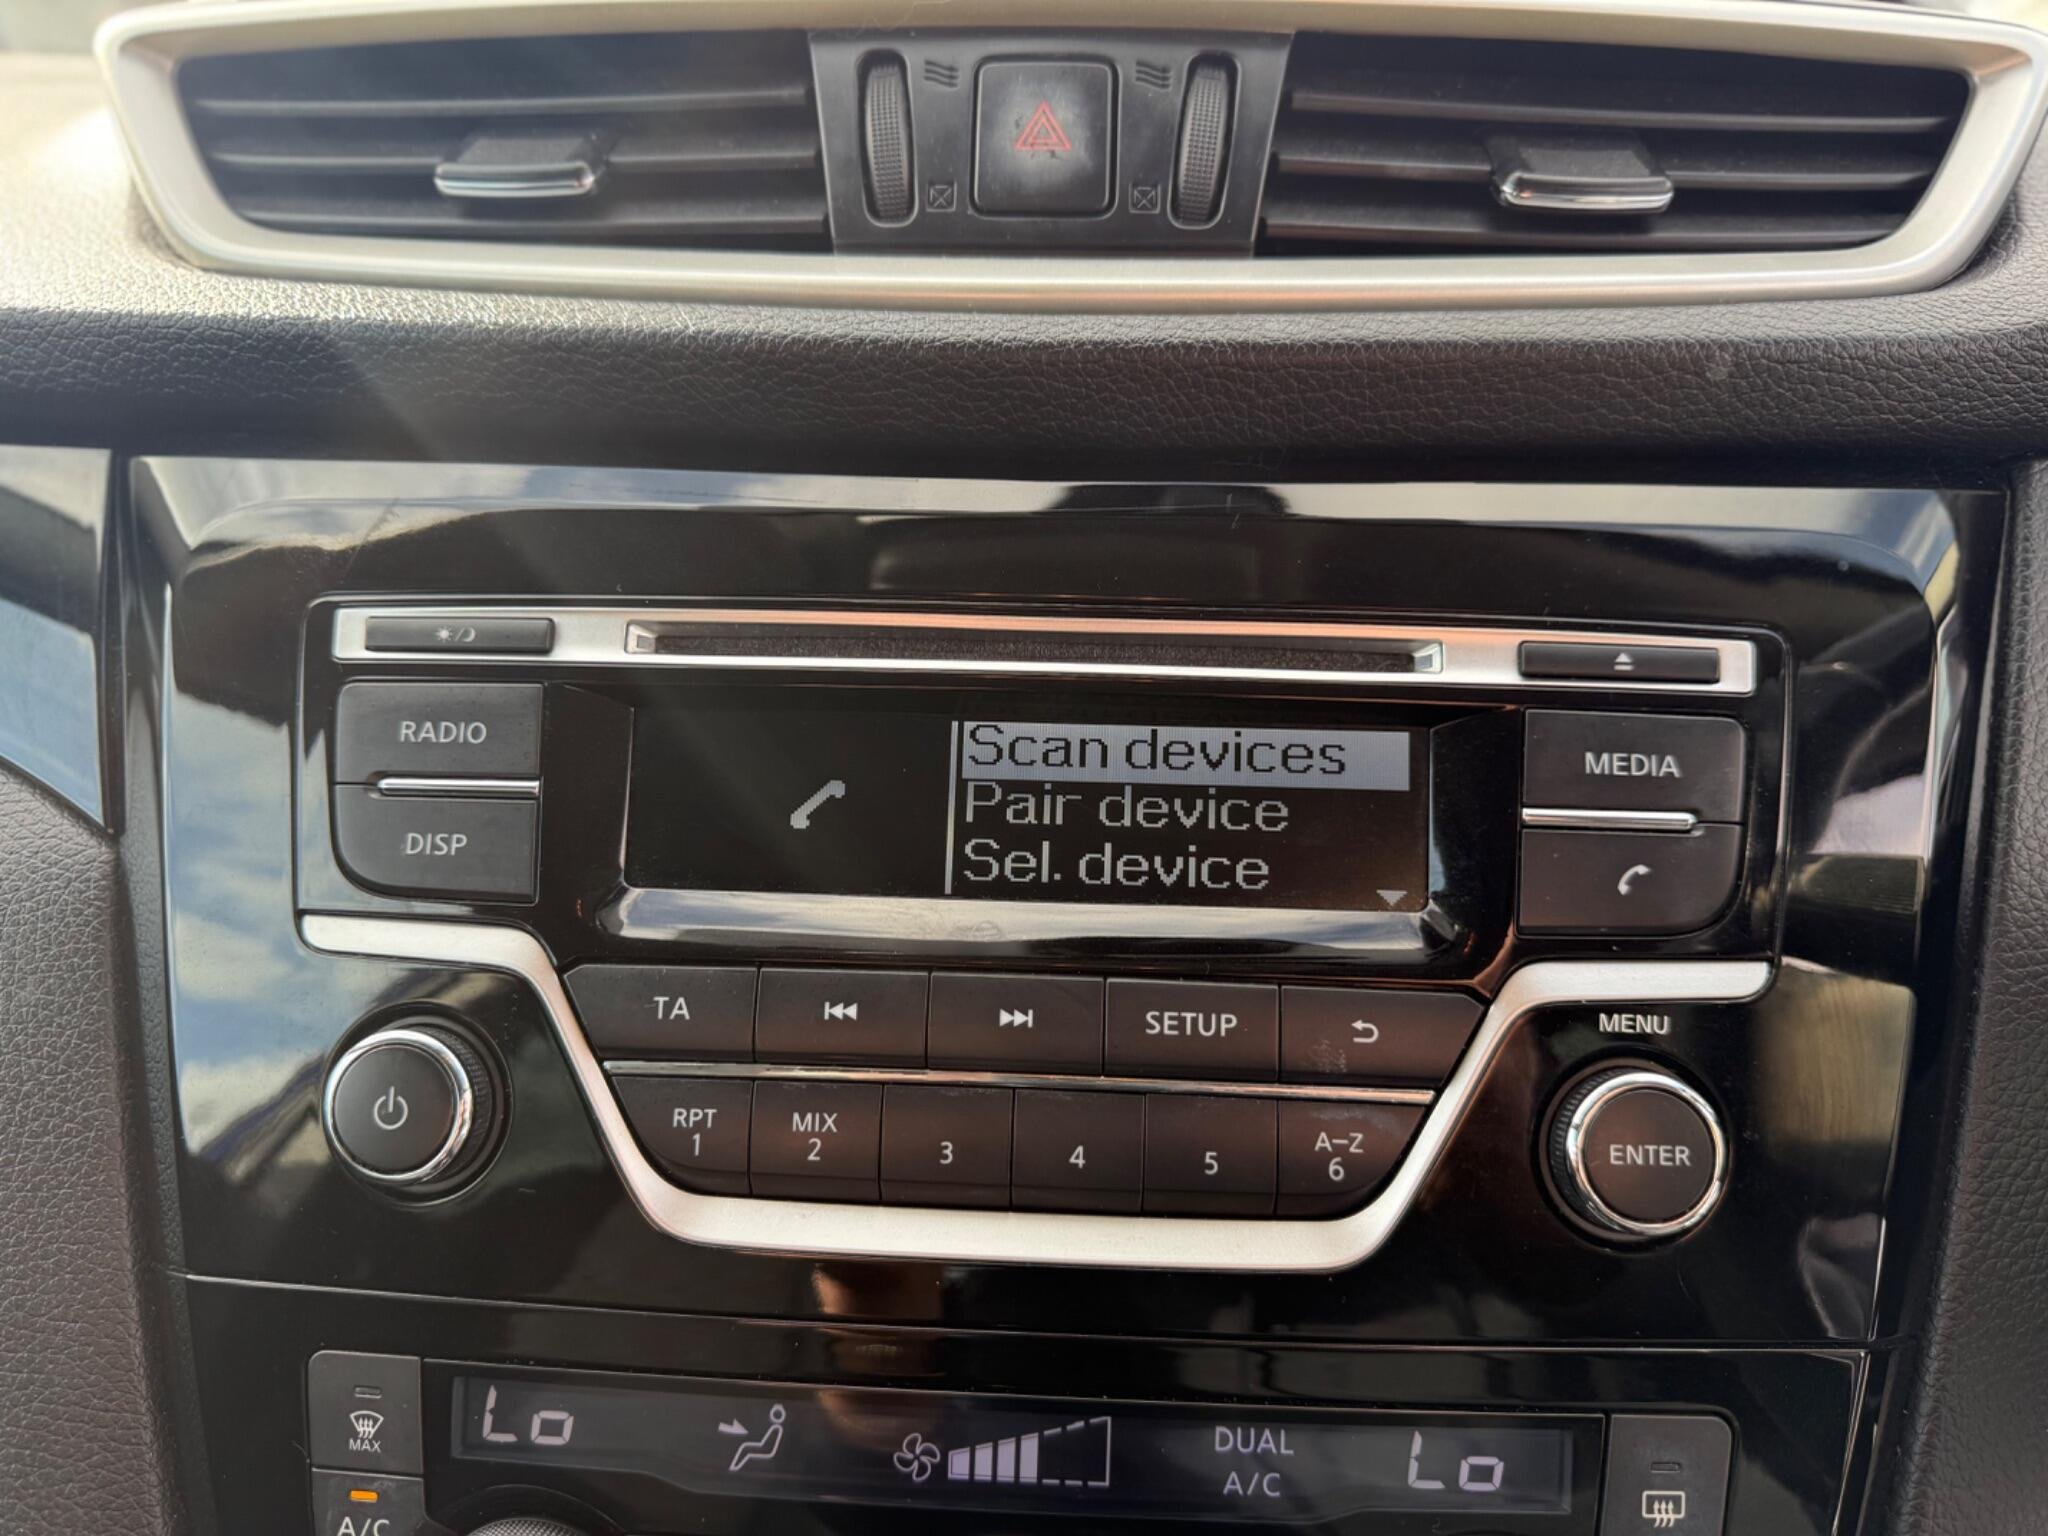 RADIO
DISP
Scan devices
Pair device
Sel. device
MEDIA
TA
SETUP
MENU
RPT
1
MIX
2
3
4
5
A–Z
6
ENTER
MAX
A/C
Lo
DUAL
A/C
Lo